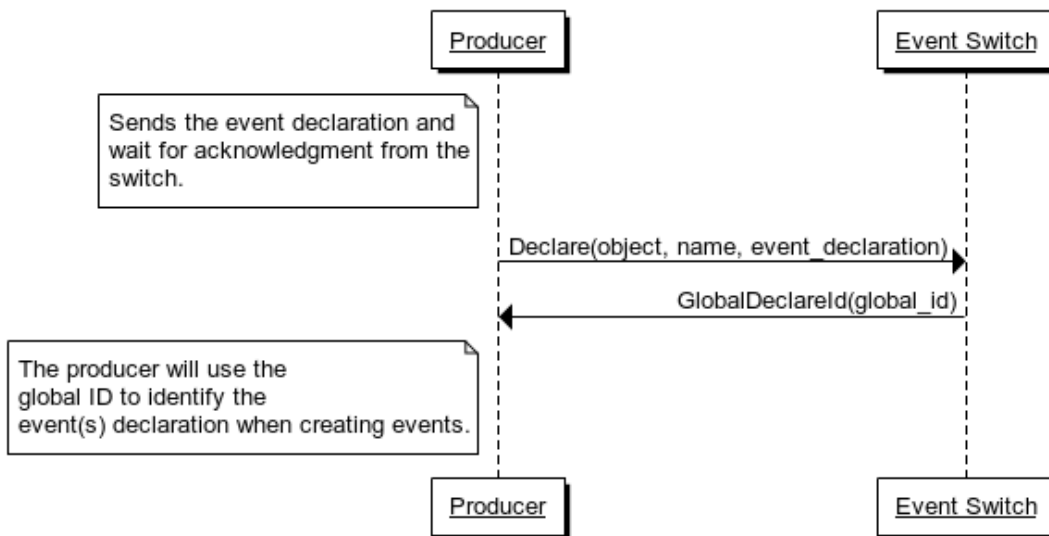 Producer
Event Switch
Sends the event declaration and
wait for acknowledgment from the
switch.
Declare(object, name, event_declaration)
GlobalDeclareId(global_id)
The producer will use the
global ID to identify the
event(s) declaration when creating events.
Producer
Event Switch